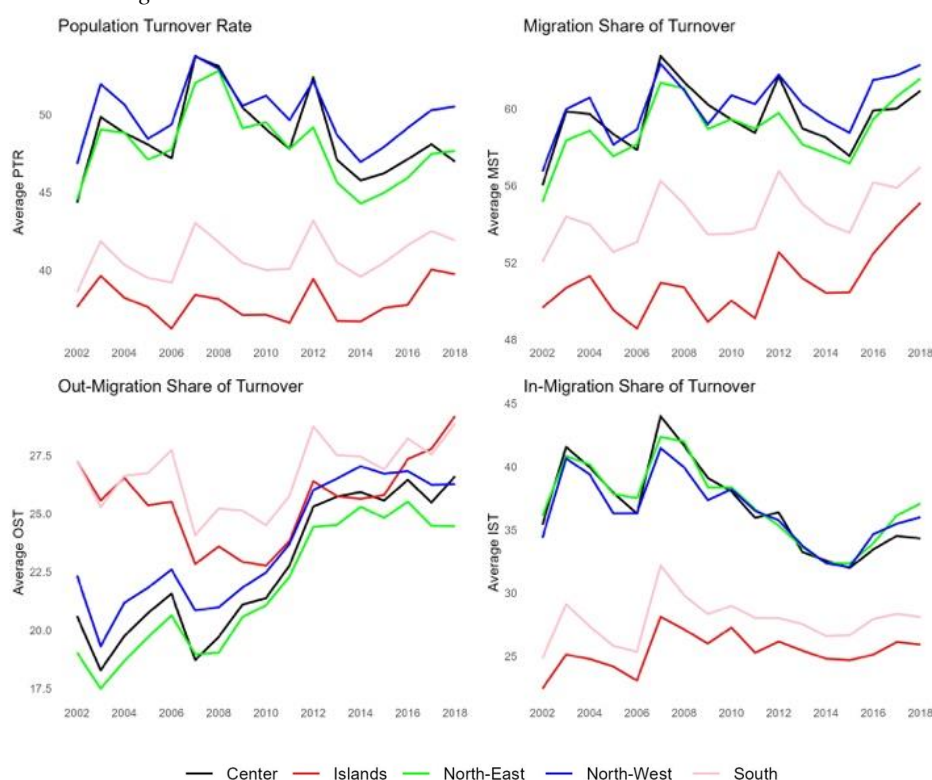 Population Turnover Rate
Migration Share of Turnover
Average PTR
50
45
40
2002 2004 2006 2008 2010 2012 2014 2016 2018
Average MST
60
56
52
48
2002 2004 2006 2008 2010 2012 2014 2016 2018
Out-Migration Share of Turnover
In-Migration Share of Turnover
Average OST
27.5
25.0
22.5
20.0
17.5
2002 2004 2006 2008 2010 2012 2014 2016 2018
Average IST
45
40
35
30
25
2002 2004 2006 2008 2010 2012 2014 2016 2018
Center Islands North-East North-West South